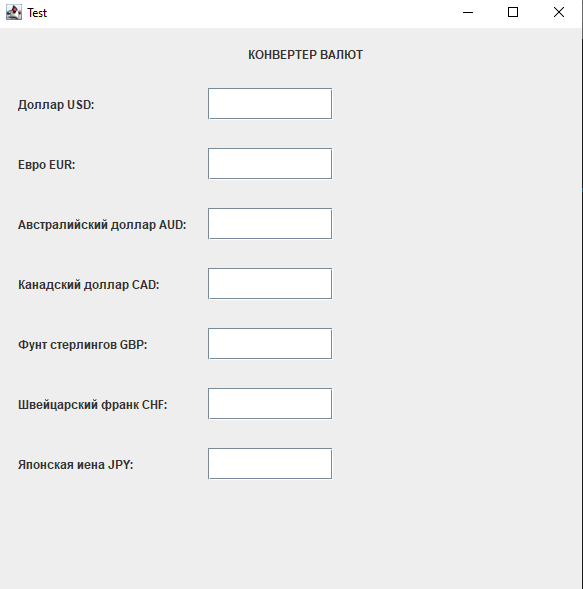 Test
КОНВЕРТЕР ВАЛЮТ
Доллар USD:
Евро EUR:
Австралийский доллар AUD:
Канадский доллар CAD:
Фунт стерлингов GBP:
Швейцарский франк CHF:
Японская иена JPY: